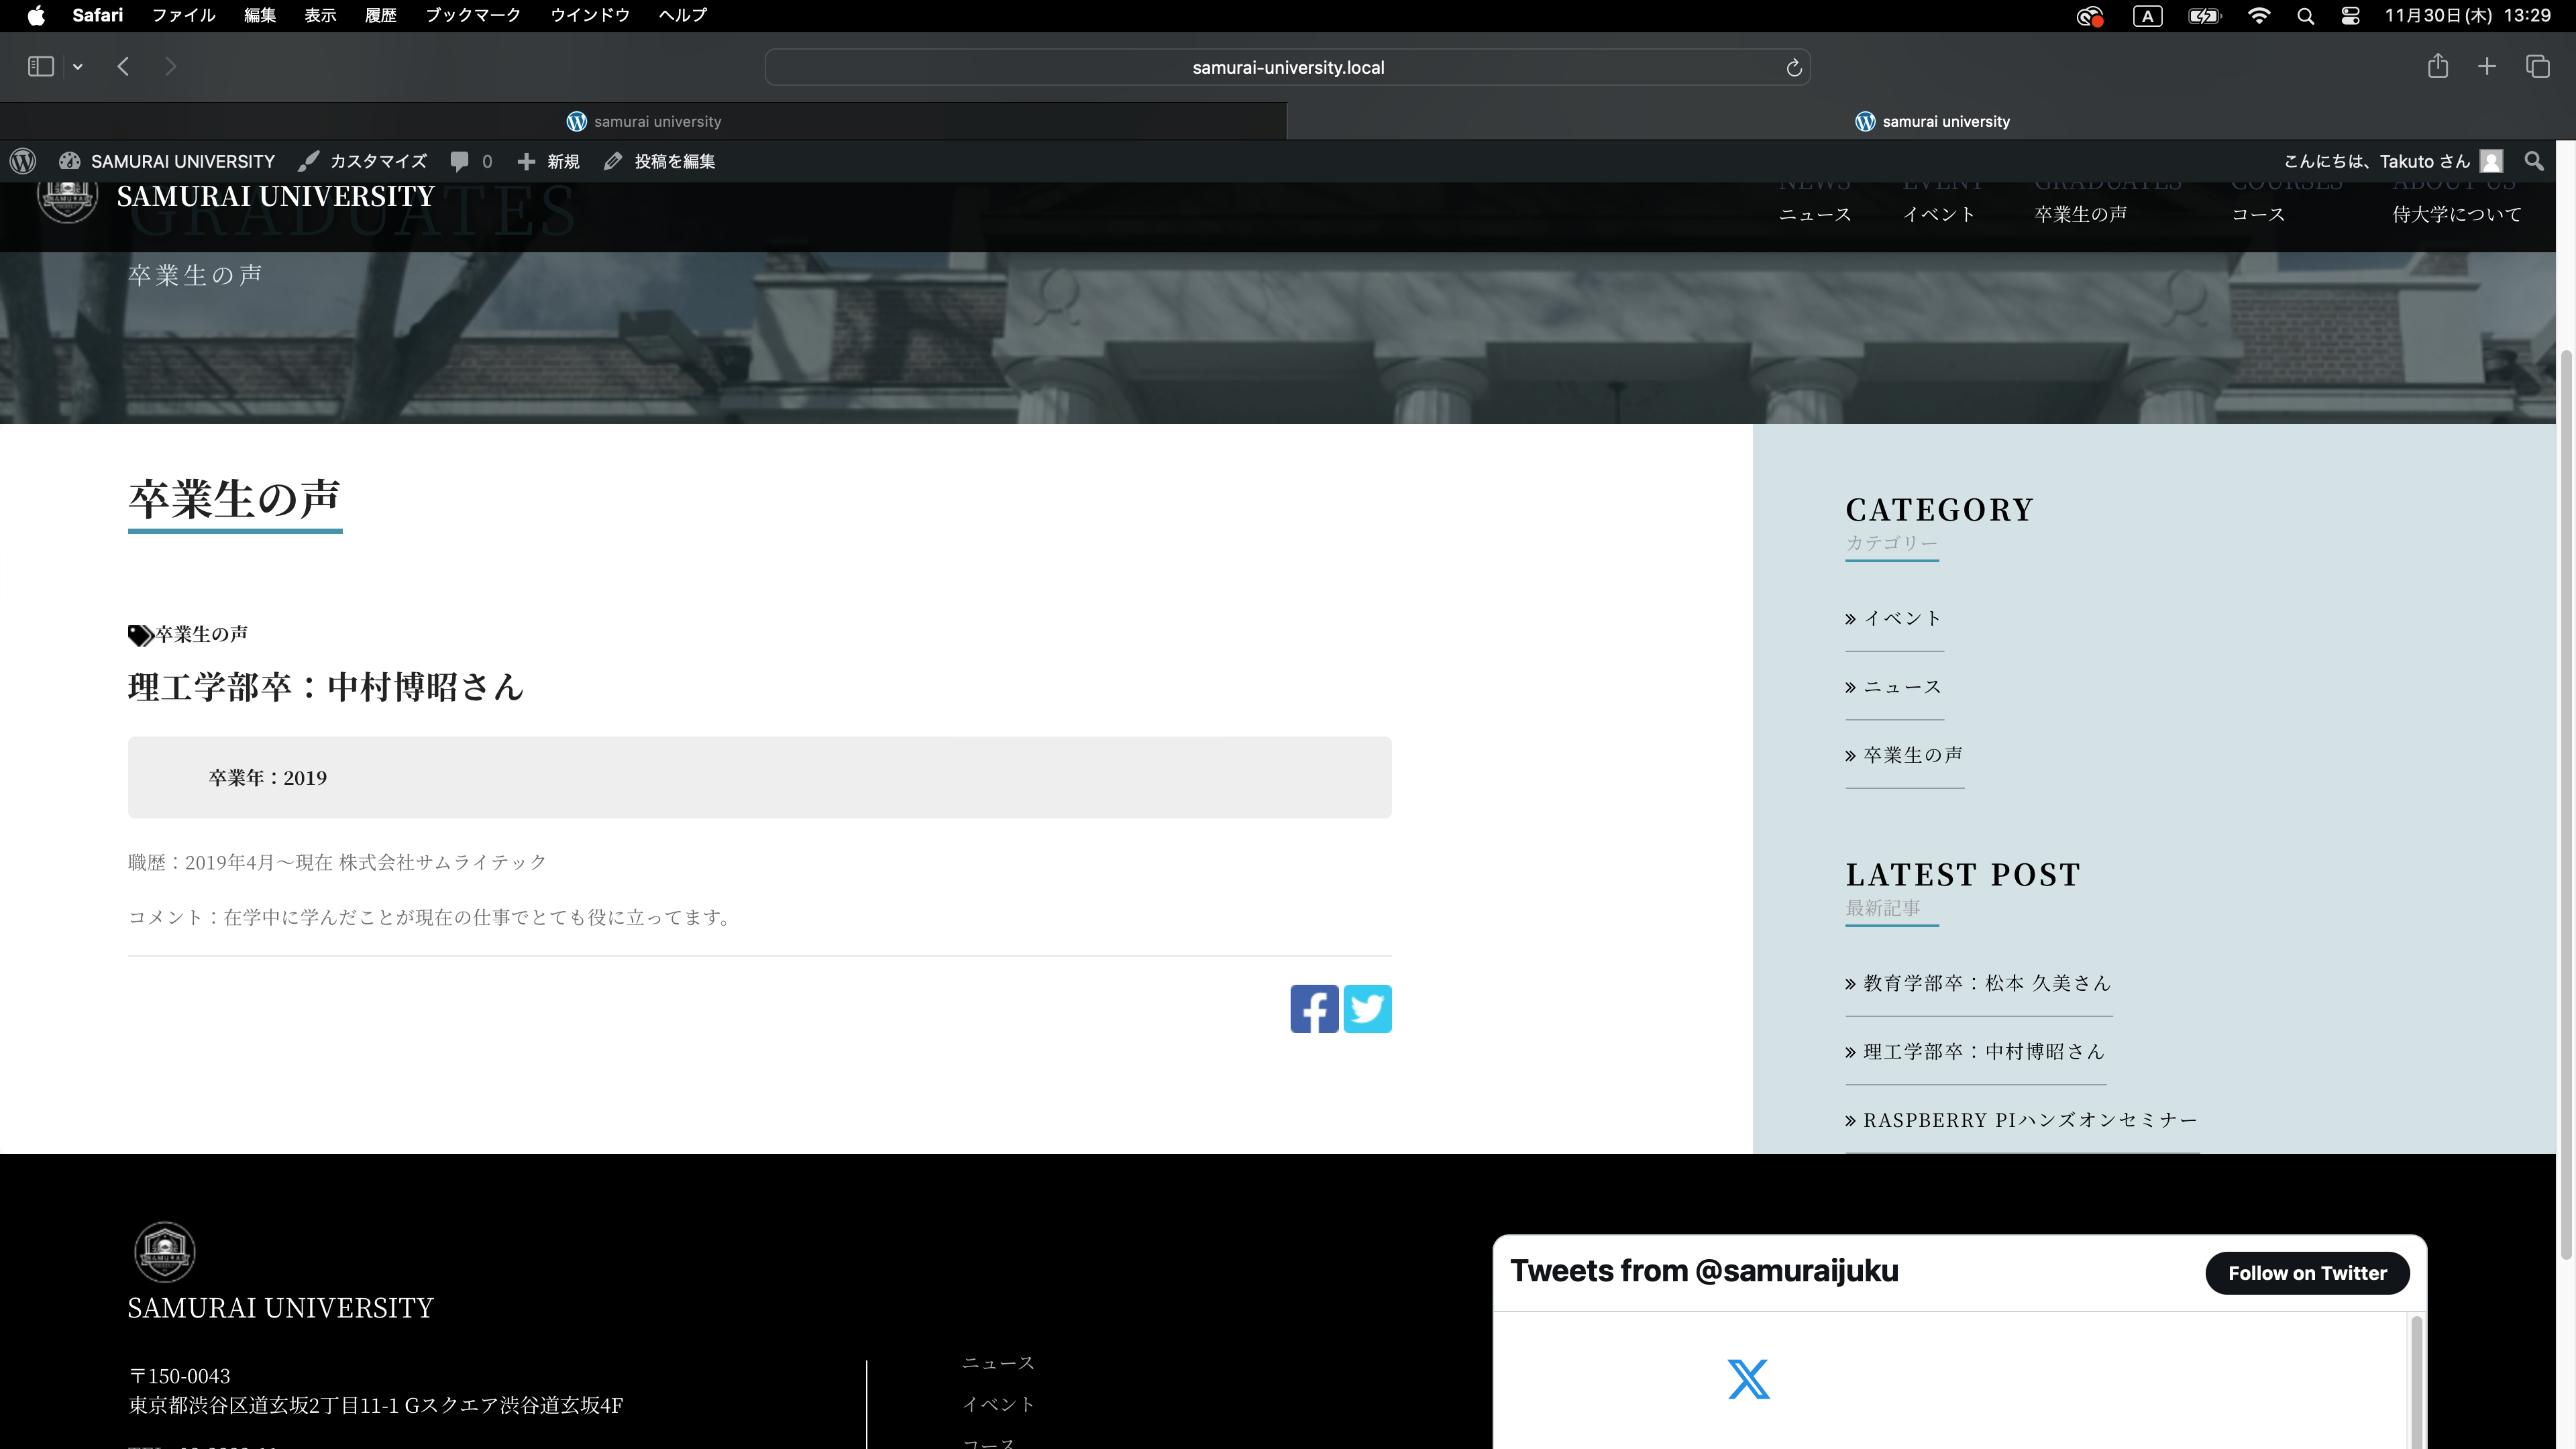 Safari ファイル 編集 表示 履歴 ブックマーク ウインドウ ヘルプ A 11月30日(木) 13:29
samurai-university.local
samurai university
samurai university
SAMURAI UNIVERSITY カスタマイズ 0 新規 投稿を編集 こんにちは、Takuto さん
SAMURAI UNIVERSITY
GRADUATES
NEWS EVENT GRADUATES COURSES ABOUT US
ニュース イベント 卒業生の声 コース 侍大学について
卒業生の声
卒業生の声
卒業生の声
理工学部卒：中村博昭さん
卒業年：2019
職歴：2019年4月〜現在 株式会社サムライテック
コメント：在学中に学んだことが現在の仕事でとても役に立ってます。
CATEGORY
カテゴリー
» イベント
» ニュース
» 卒業生の声
LATEST POST
最新記事
» 教育学部卒：松本 久美さん
» 理工学部卒：中村博昭さん
» RASPBERRY PIハンズオンセミナー
SAMURAI UNIVERSITY
〒150-0043
東京都渋谷区道玄坂2丁目11-1 Gスクエア渋谷道玄坂4F
ニュース
イベント
コース
Tweets from @samuraijuku
Follow on Twitter